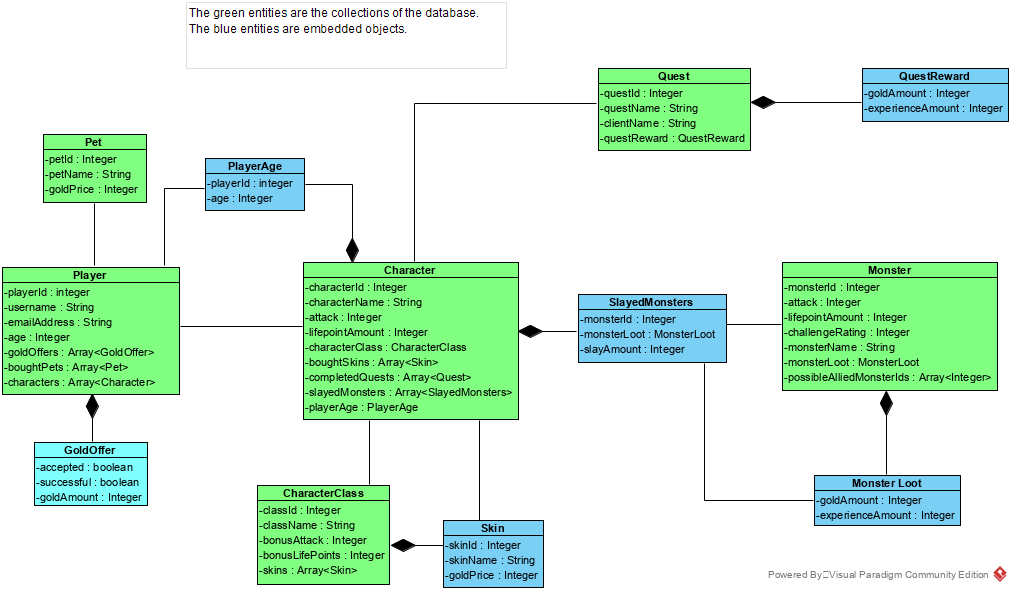 The green entities are the collections of the database.
The blue entities are embedded objects.
Quest
-questId : Integer
-questName : String
-clientName : String
-questReward : QuestReward
QuestReward
-goldAmount : Integer
-experienceAmount : Integer
Pet
-petId : Integer
-petName : String
-goldPrice : Integer
PlayerAge
-playerId : integer
-age : Integer
Player
-playerId : integer
-username : String
-emailAddress : String
-age : Integer
-goldOffers : Array<GoldOffer>
-boughtPets : Array<Pet>
-characters : Array<Character>
Character
-characterId : Integer
-characterName : String
-attack : Integer
-lifepointAmount : Integer
-characterClass : CharacterClass
-boughtSkins : Array<Skin>
-completedQuests : Array<Quest>
-slayedMonsters : Array<SlayedMonsters>
-playerAge : PlayerAge
SlayedMonsters
-monsterId : Integer
-monsterLoot : MonsterLoot
-slayAmount : Integer
Monster
-monsterId : Integer
-attack : Integer
-lifepointAmount : Integer
-challengeRating : Integer
-monsterName : String
-monsterLoot : MonsterLoot
-possibleAlliedMonsterIds : Array<Integer>
GoldOffer
-accepted : boolean
-successful : boolean
-goldAmount : Integer
CharacterClass
-classId : Integer
-className : String
-bonusAttack : Integer
-bonusLifePoints : Integer
-skins : Array<Skin>
Skin
-skinId : Integer
-skinName : String
-goldPrice : Integer
Monster Loot
-goldAmount : Integer
-experienceAmount : Integer
Powered By Visual Paradigm Community Edition